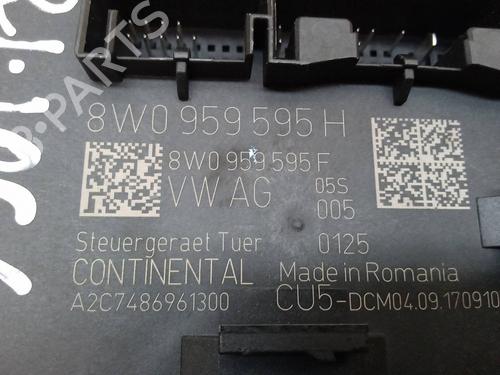 8W0 959 595 H
8W0 959 595 F
VW AG 05S
005
Steuergeraet Tuer 0125
CONTINENTAL Made in Romania
A2C7486961300 CU5-DCM04.09.170910